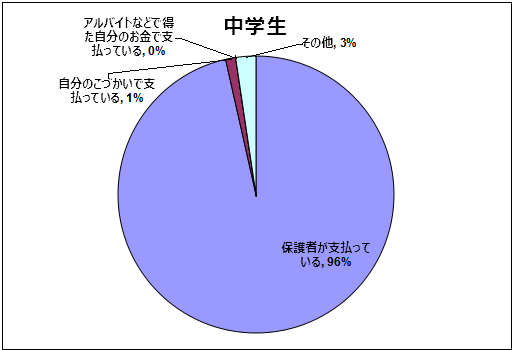 中学生
アルバイトなどで得
た自分のお金で支
払っている, 0%
その他, 3%
自分のこづかいで支
払っている, 1%
保護者が支払って
いる, 96%